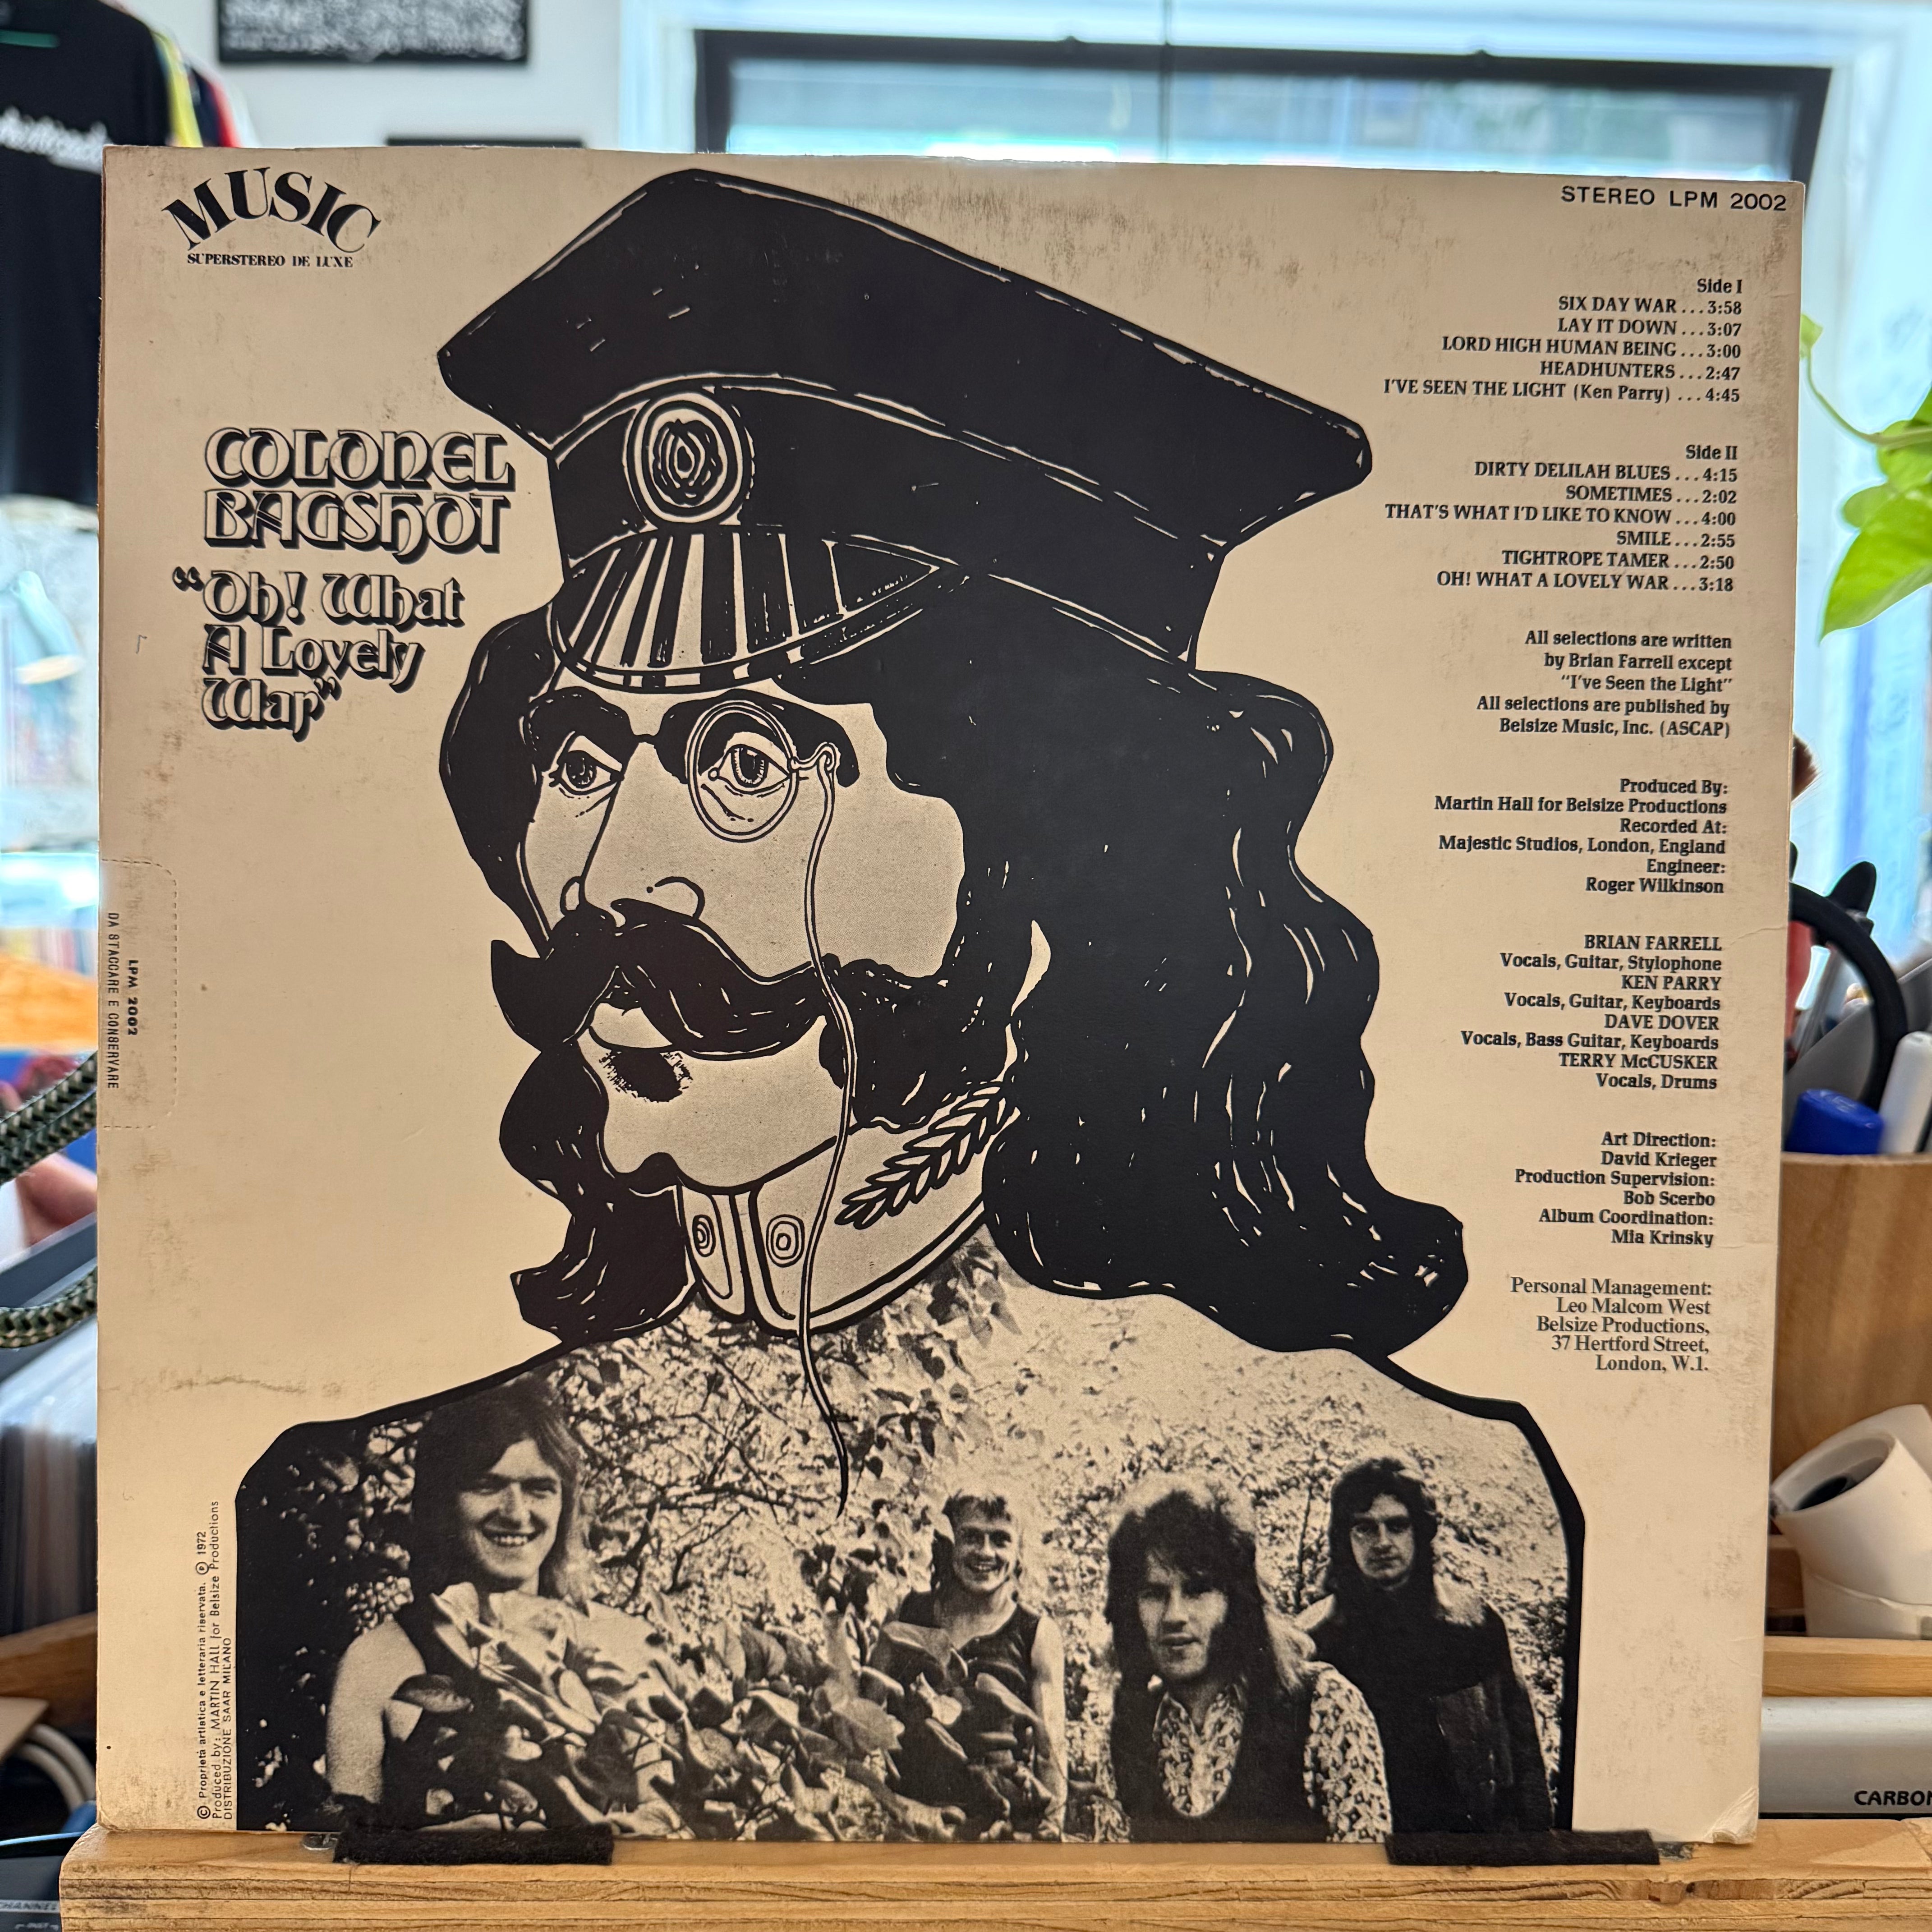 MUSIC
SUPERSTEREO DE LUXE
STEREO LPM 2002
COLONEL
BAGSHOT
"Oh! What
A Lovely
War"
Side I
SIX DAY WAR...3:58
LAY IT DOWN...3:07
LORD HIGH HUMAN BEING...3:00
HEADHUNTERS...2:47
I'VE SEEN THE LIGHT (Ken Parry) ...4:45
Side II
DIRTY DELILAH BLUES...4:15
SOMETIMES...2:02
THAT'S WHAT I'D LIKE TO KNOW...4:00
SMILE...2:55
TIGHTROPE TAMER...2:50
OH! WHAT A LOVELY WAR...3:18
All selections are written
by Brian Farrell except
"I've Seen the Light"
All selections are published by
Belsize Music, Inc. (ASCAP)
Produced By:
Martin Hall for Belsize Productions
Recorded At:
Majestic Studios, London, England
Engineer:
Roger Wilkinson
BRIAN FARRELL
Vocals, Guitar, Stylophone
KEN PARRY
Vocals, Guitar, Keyboards
DAVE DOVER
Vocals, Bass Guitar, Keyboards
TERRY McCUSKER
Vocals, Drums
Art Direction:
David Krieger
Production Supervision:
Bob Scerbo
Album Coordination:
Mia Krinsky
Personal Management:
Leo Malcom West
Belsize Productions,
37 Hertford Street,
London, W.1.
LPM 2002
DA STACCARE E CONSERVARE
© Proprietà artistica e letteraria riservata. ℗ 1972
Produced by: MARTIN HALL for Belsize Productions
DISTRIBUZIONE SAAR MILANO
CARBON
CHANNEL